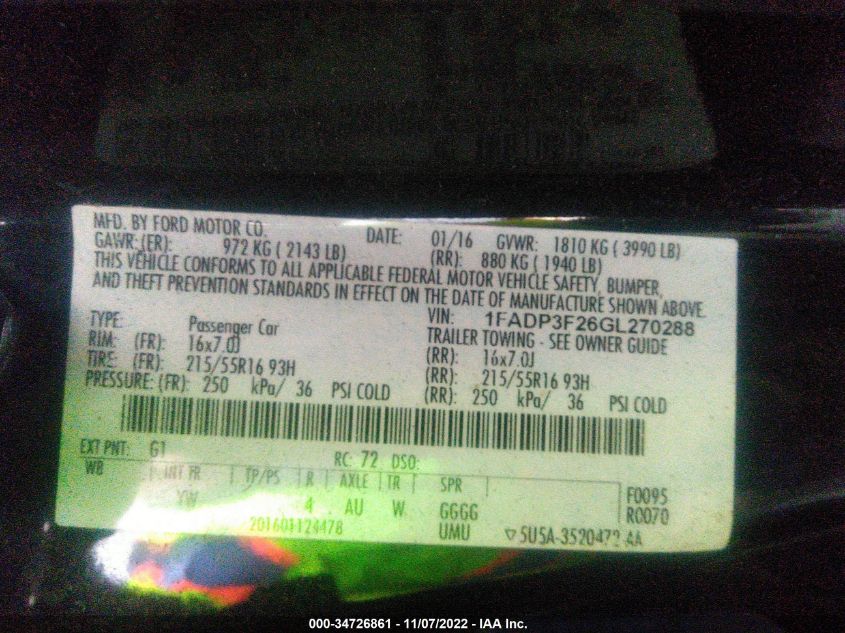 MFD. BY FORD MOTOR CO. DATE: 01/16 GVWR: 1810 KG ( 3990 LB)
GAWR:(ER): 972 KG ( 2143 LB) (RR): 880 KG ( 1940 LB)
THIS VEHICLE CONFORMS TO ALL APPLICABLE FEDERAL MOTOR VEHICLE SAFETY, BUMPER,
AND THEFT PREVENTION STANDARDS IN EFFECT ON THE DATE OF MANUFACTURE SHOWN ABOVE.
VIN: 1FADP3F26GL270288
TYPE: Passenger Car TRAILER TOWING - SEE OWNER GUIDE
RIM: (FR): 16x7.0J (RR): 16x7.0J
TIRE: (FR): 215/55R16 93H (RR): 215/55R16 93H
PRESSURE: (FR): 250 kPa/ 36 PSI COLD (RR): 250 kPa/ 36 PSI COLD
EXT PNT: G1 RC: 72 DSO:
WB INT FR TP/PS R AXLE TR SPR F0095
YW 4 AU W GGGG R0070
201601124478 UMU ▽5U5A-3520472-AA
000-34726861 - 11/07/2022 - IAA Inc.